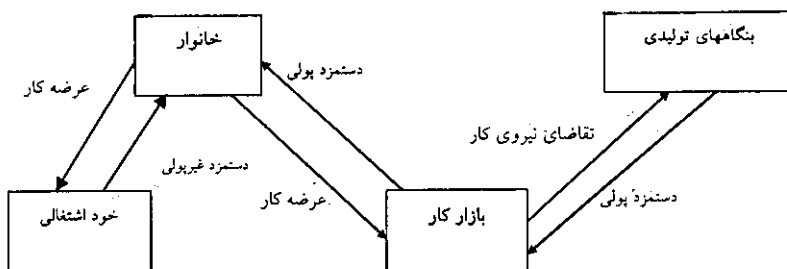 خانوار
بنگاههای تولیدی
عرضه کار
دستمزد پولی
تقاضای نیروی کار
دستمزد غیرپولی
عرضه کار
دستمزد پولی
خود اشتغالی
بازار کار